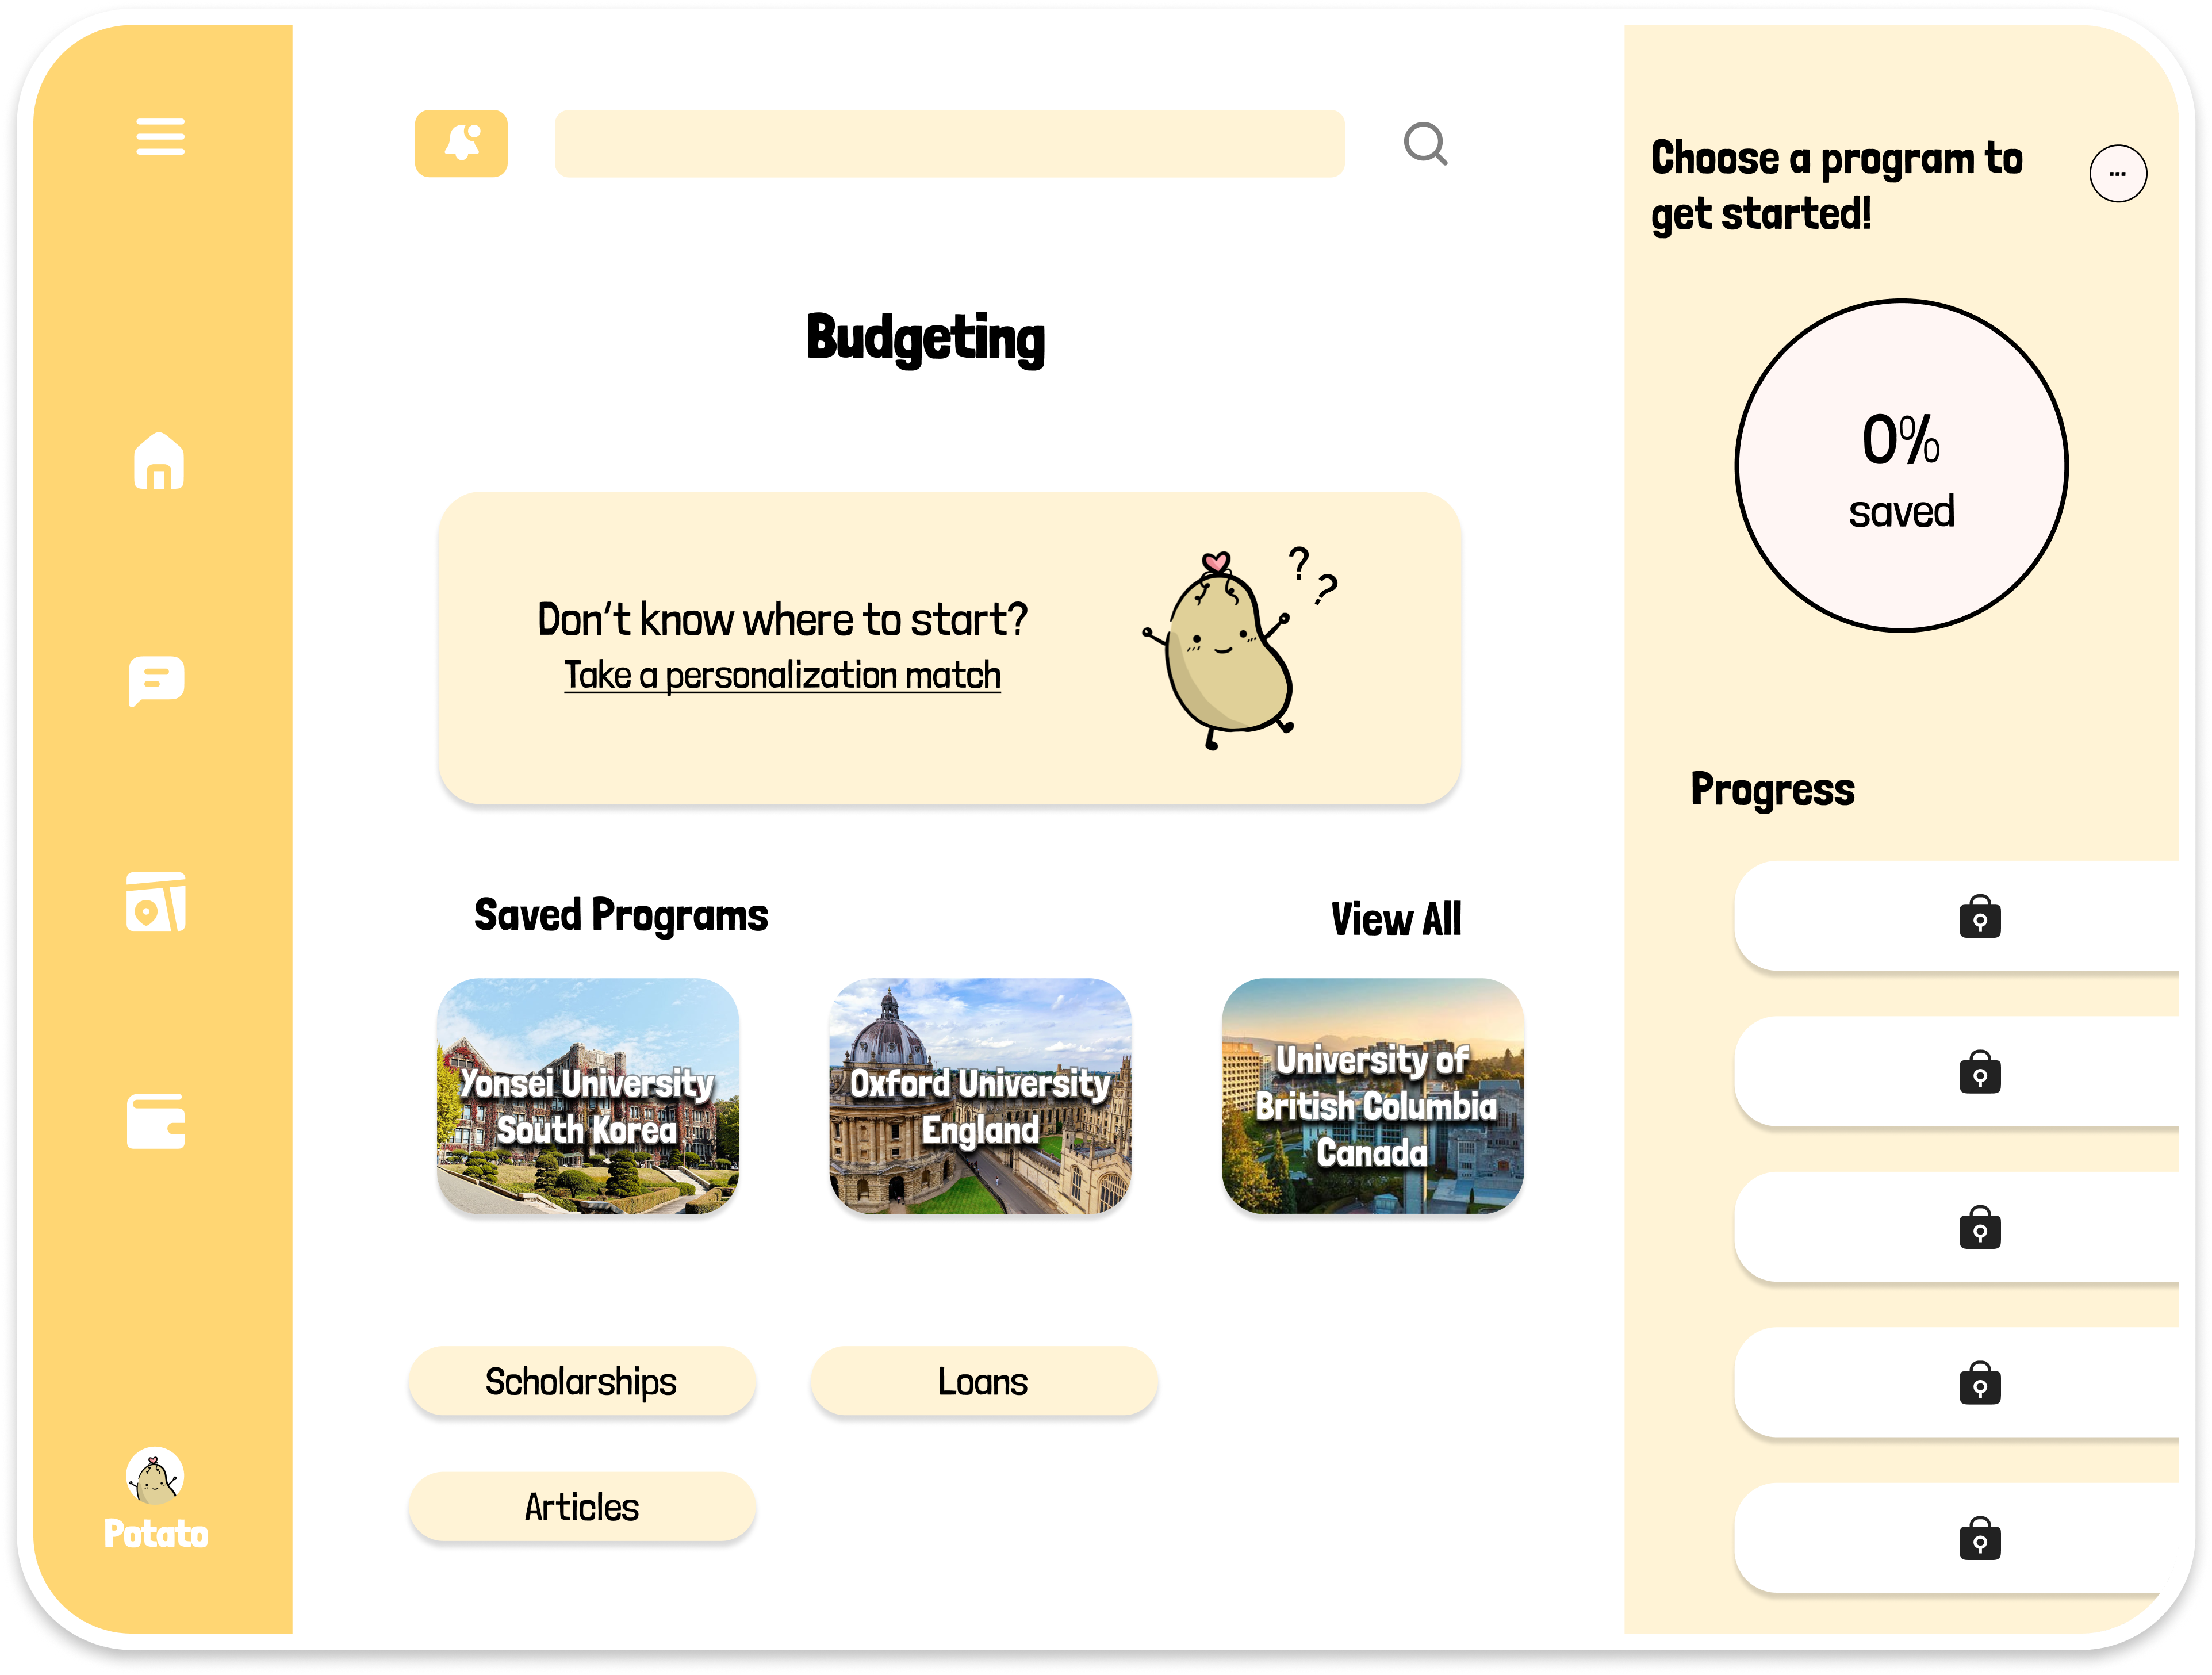 Budgeting
Don't know where to start?
Take a personalization match
? ?
Saved Programs
View All
Yonsei University
South Korea
Oxford University
England
University of
British Columbia
Canada
Scholarships
Loans
Articles
Potato
Choose a program to
get started!
...
0%
saved
Progress